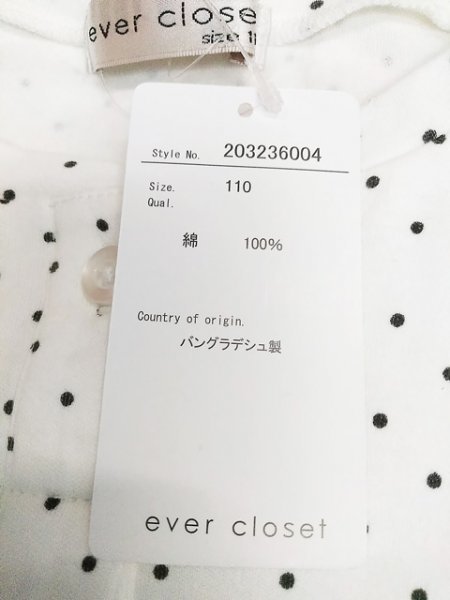 ever closet
size 1
Style No. 203236004
Size. 110
Qual.
綿 100%
Country of origin.
バングラデシュ製
ever closet